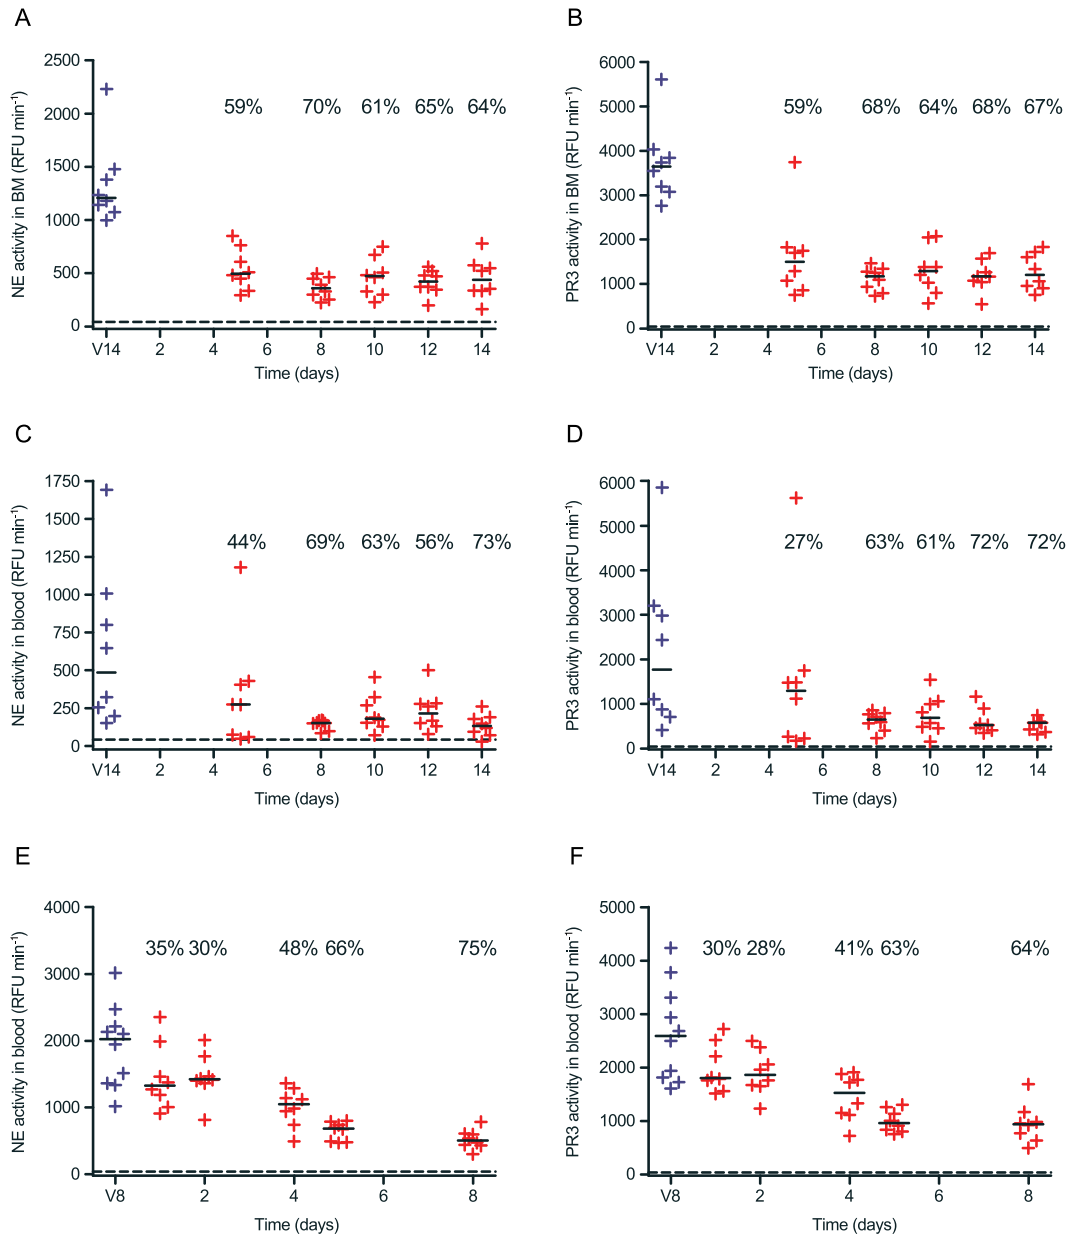 A
NE activity in BM (RFU min⁻¹)
2500
2000
1500
1000
500
0
59% 70% 61% 65% 64%
V14 2 4 6 8 10 12 14
Time (days)
B
PR3 activity in BM (RFU min⁻¹)
6000
5000
4000
3000
2000
1000
0
59% 68% 64% 68% 67%
V14 2 4 6 8 10 12 14
Time (days)
C
NE activity in blood (RFU min⁻¹)
1750
1500
1250
1000
750
500
250
0
44% 69% 63% 56% 73%
V14 2 4 6 8 10 12 14
Time (days)
D
PR3 activity in blood (RFU min⁻¹)
6000
5000
4000
3000
2000
1000
0
27% 63% 61% 72% 72%
V14 2 4 6 8 10 12 14
Time (days)
E
NE activity in blood (RFU min⁻¹)
4000
3000
2000
1000
0
35% 30% 48% 66% 75%
V8 2 4 6 8
Time (days)
F
PR3 activity in blood (RFU min⁻¹)
5000
4000
3000
2000
1000
0
30% 28% 41% 63% 64%
V8 2 4 6 8
Time (days)